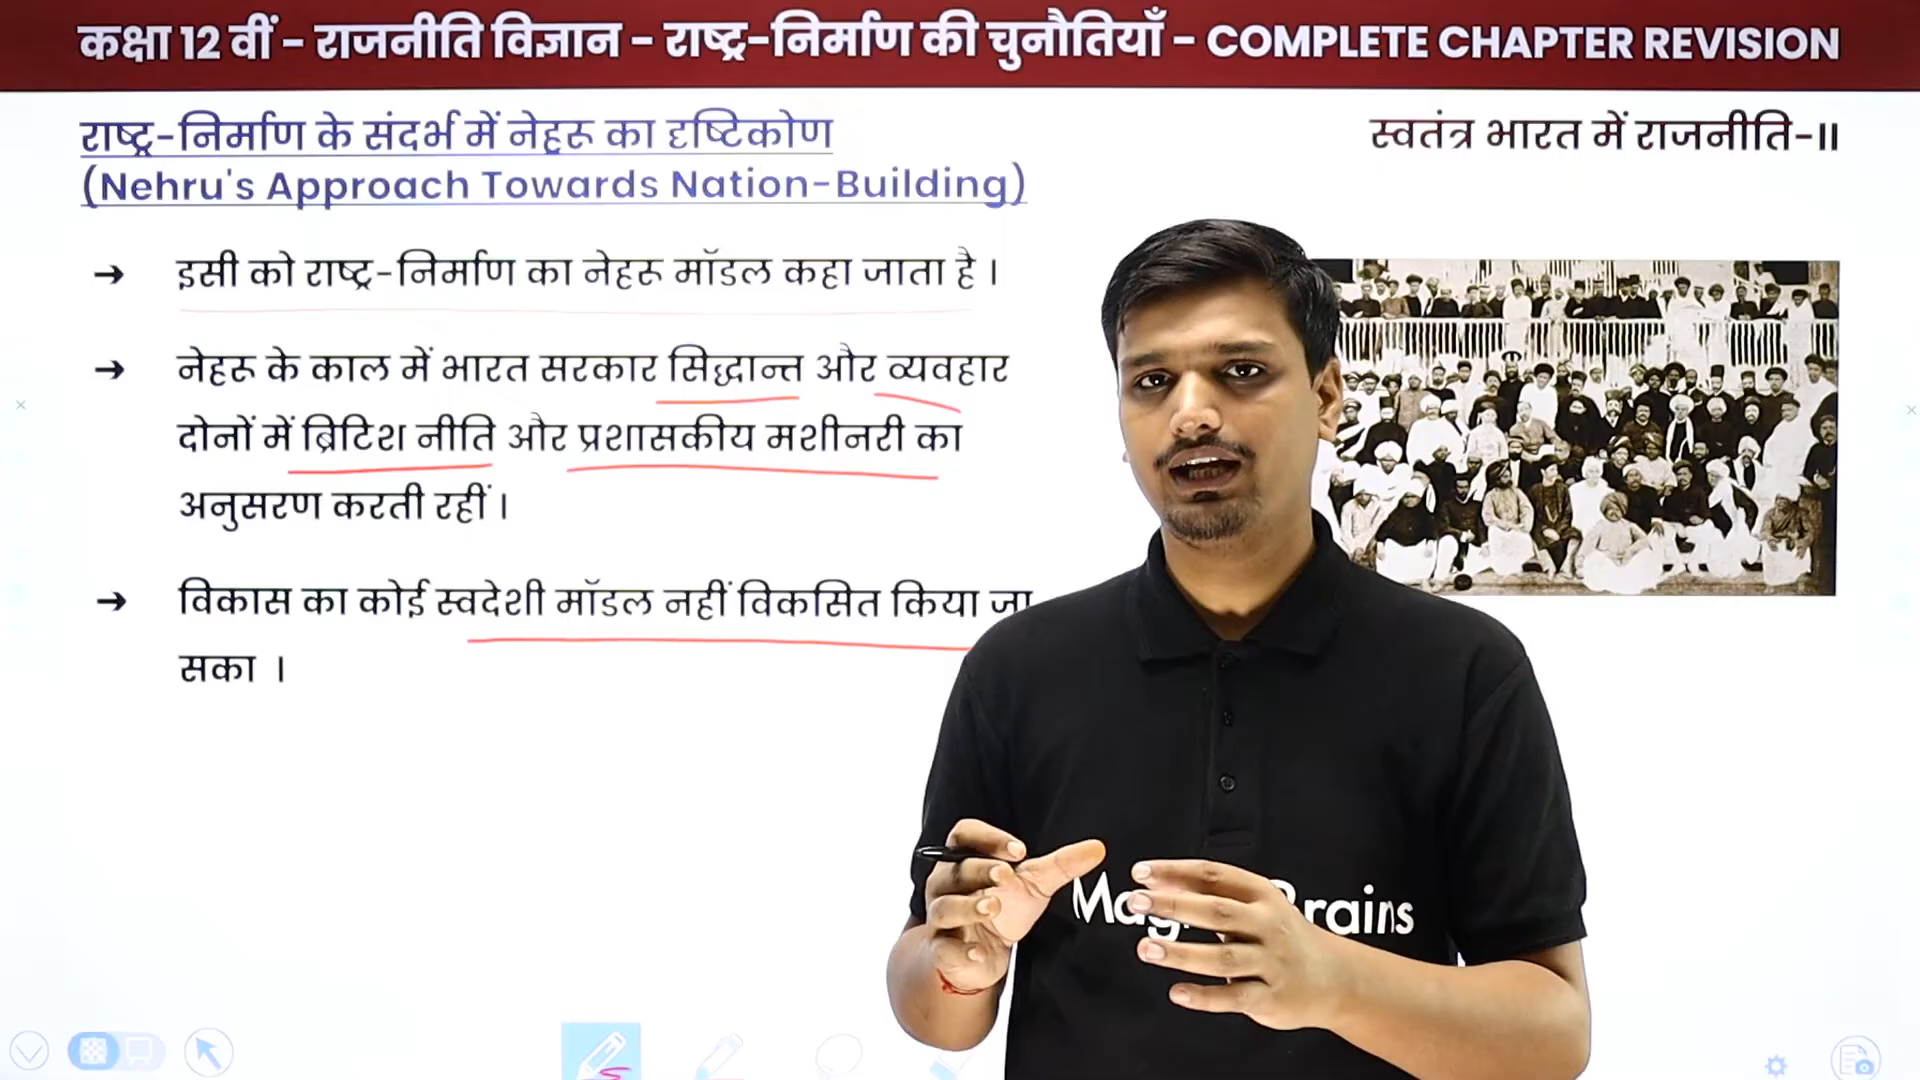 कक्षा 12 वीं - राजनीति विज्ञान - राष्ट्र-निर्माण की चुनौतियाँ - COMPLETE CHAPTER REVISION
राष्ट्र-निर्माण के संदर्भ में नेहरू का दृष्टिकोण
(Nehru's Approach Towards Nation-Building)
स्वतंत्र भारत में राजनीति-II
→ इसी को राष्ट्र-निर्माण का नेहरू मॉडल कहा जाता है ।
→ नेहरू के काल में भारत सरकार सिद्धान्त और व्यवहार
दोनों में ब्रिटिश नीति और प्रशासकीय मशीनरी का
अनुसरण करती रहीं ।
→ विकास का कोई स्वदेशी मॉडल नहीं विकसित किया जा
सका ।